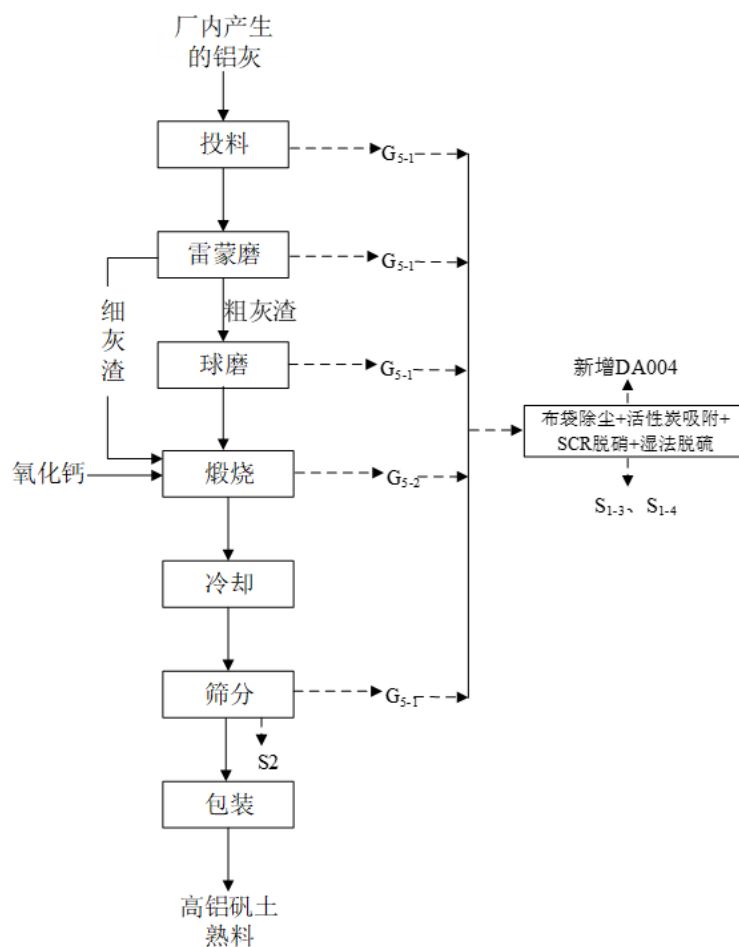 厂内产生
的铝灰
投料
G5-1
雷蒙磨
G5-1
细灰渣
粗灰渣
球磨
G5-1
新增DA004
布袋除尘+活性炭吸附+
SCR脱硝+湿法脱硫
氧化钙
煅烧
G5-2
S1-3、S1-4
冷却
筛分
G5-1
S2
包装
高铝矾土
熟料